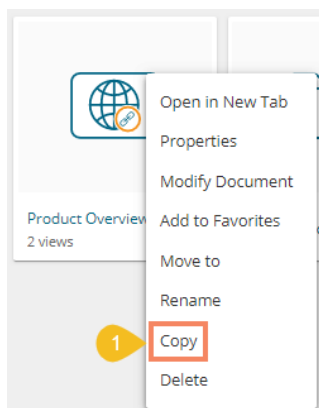 Open in New Tab
Properties
Modify Document
Product Overview
Add to Favorites
2 views
Move to
Rename
1
Copy
Delete